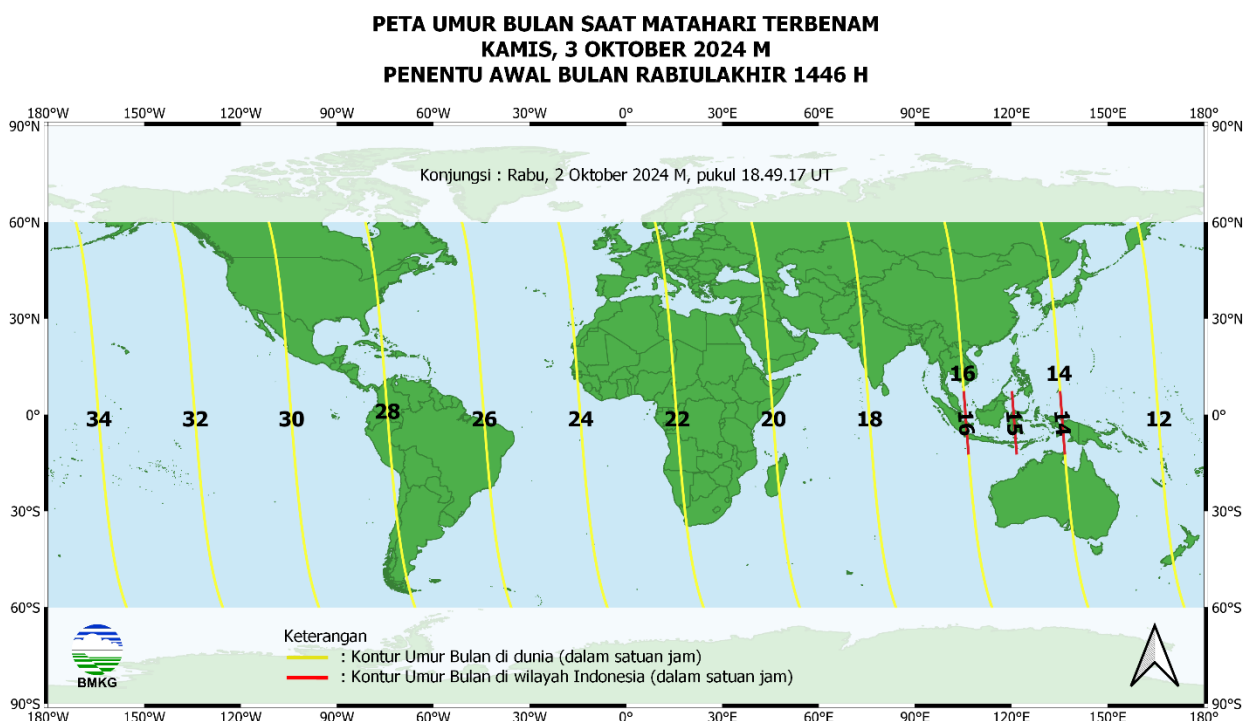 PETA UMUR BULAN SAAT MATAHARI TERBENAM
KAMIS, 3 OKTOBER 2024 M
PENENTU AWAL BULAN RABIULAKHIR 1446 H
180°W 150°W 120°W 90°W 60°W 30°W 0° 30°E 60°E 90°E 120°E 150°E 180°
90°N 90°N
Konjungsi : Rabu, 2 Oktober 2024 M, pukul 18.49.17 UT
60°N 60°N
30°N 30°N
16 14
0° 34 32 30 28 26 24 22 20 18 16 15 14 12 0°
30°S 30°S
60°S 60°S
Keterangan
: Kontur Umur Bulan di dunia (dalam satuan jam)
: Kontur Umur Bulan di wilayah Indonesia (dalam satuan jam)
BMKG
90°S 90°S
180°W 150°W 120°W 90°W 60°W 30°W 0° 30°E 60°E 90°E 120°E 150°E 180°